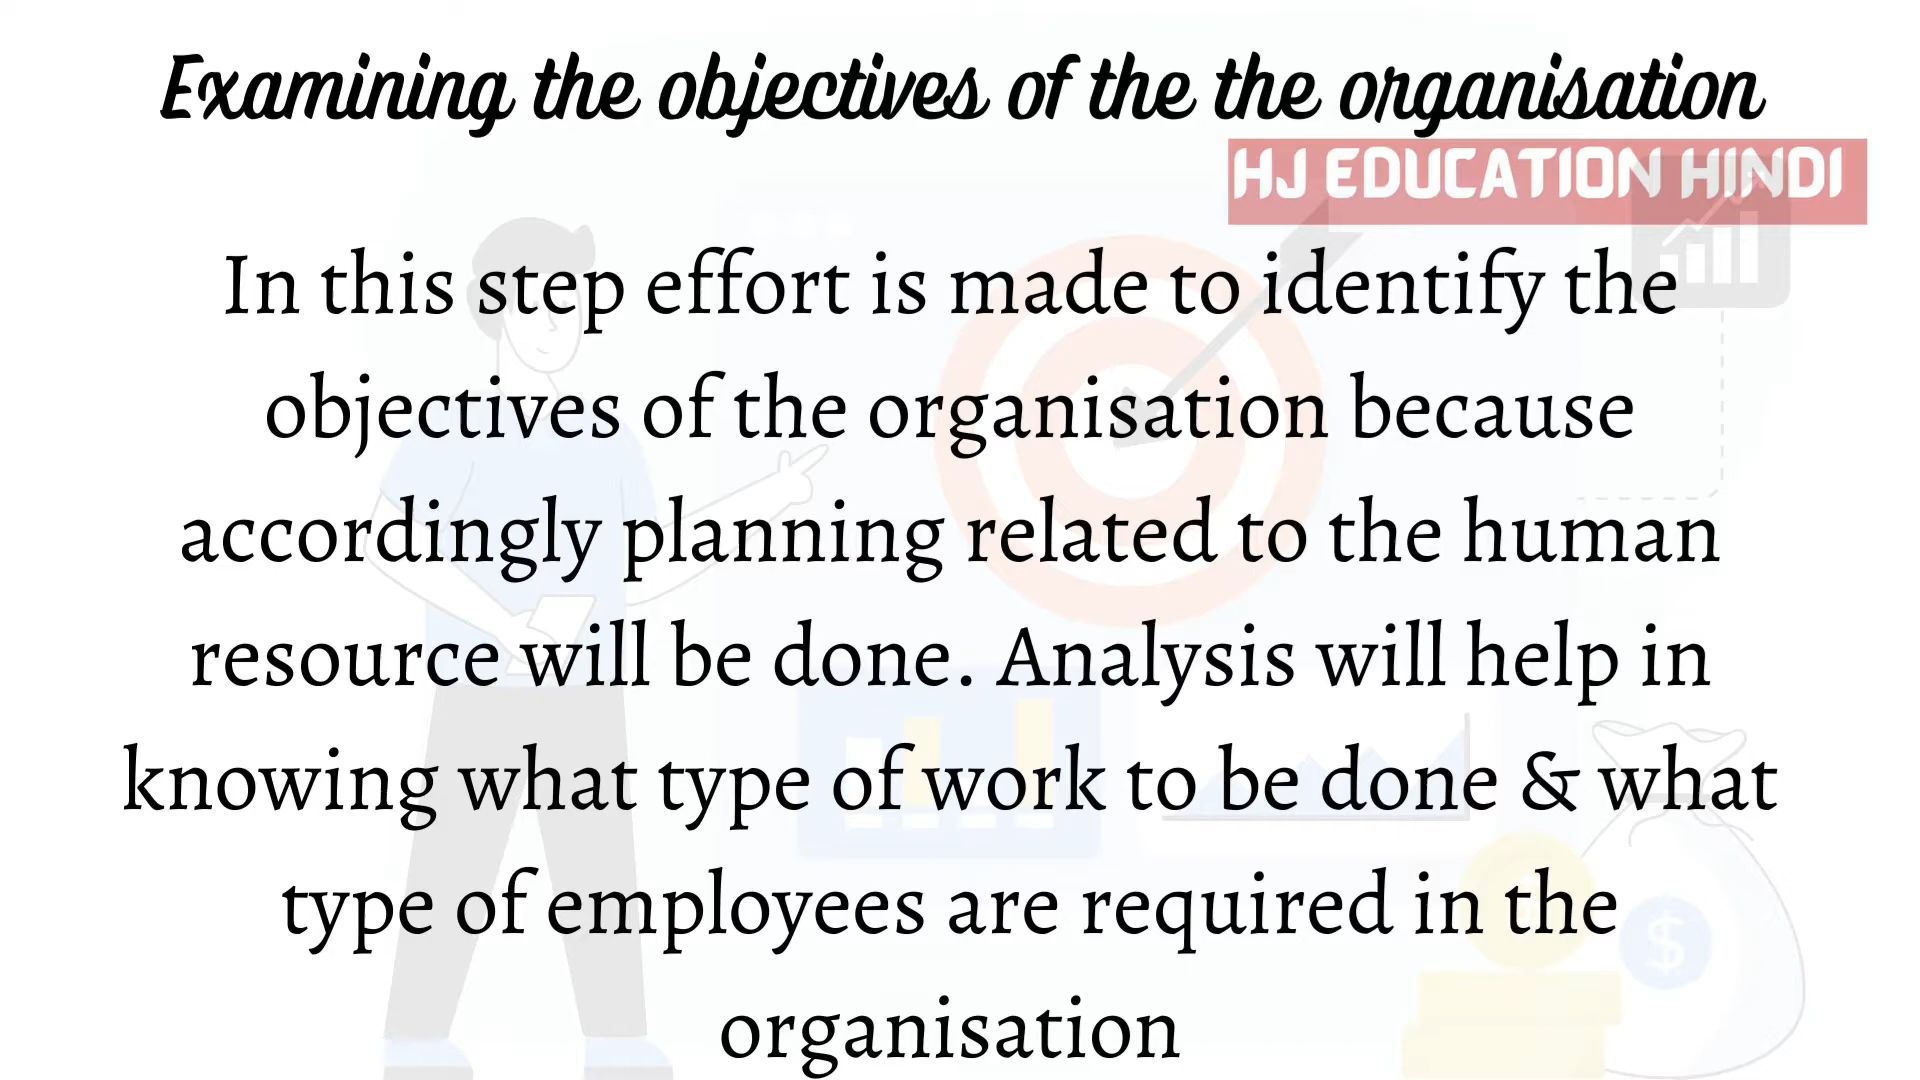 Examining the objectives of the the organisation
HJ EDUCATION HINDI
In this step effort is made to identify the
objectives of the organisation because
accordingly planning related to the human
resource will be done. Analysis will help in
knowing what type of work to be done & what
type of employees are required in the
organisation
$